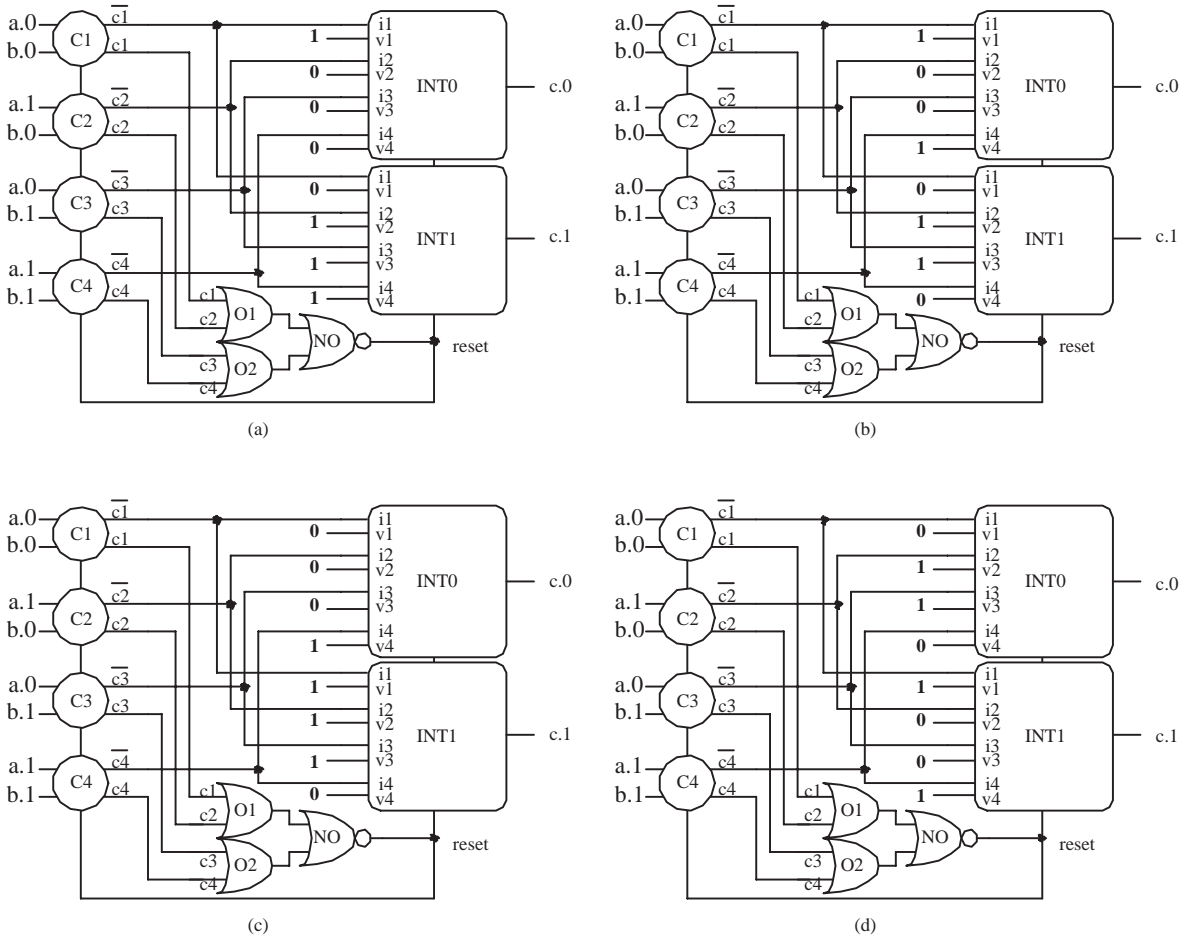 a.0
b.0
C1
c1
c1
a.1
b.0
C2
c2
c2
a.0
b.1
C3
c3
c3
a.1
b.1
C4
c4
c4
1
0
0
0
i1
v1
i2
v2
i3
v3
i4
v4
INT0
c.0
0
1
1
1
i1
v1
i2
v2
i3
v3
i4
v4
INT1
c.1
c1
c2
O1
c3
c4
O2
NO
reset
(a)
a.0
b.0
C1
c1
c1
a.1
b.0
C2
c2
c2
a.0
b.1
C3
c3
c3
a.1
b.1
C4
c4
c4
1
0
0
1
i1
v1
i2
v2
i3
v3
i4
v4
INT0
c.0
0
1
1
0
i1
v1
i2
v2
i3
v3
i4
v4
INT1
c.1
c1
c2
O1
c3
c4
O2
NO
reset
(b)
a.0
b.0
C1
c1
c1
a.1
b.0
C2
c2
c2
a.0
b.1
C3
c3
c3
a.1
b.1
C4
c4
c4
0
0
0
1
i1
v1
i2
v2
i3
v3
i4
v4
INT0
c.0
1
1
1
0
i1
v1
i2
v2
i3
v3
i4
v4
INT1
c.1
c1
c2
O1
c3
c4
O2
NO
reset
(c)
a.0
b.0
C1
c1
c1
a.1
b.0
C2
c2
c2
a.0
b.1
C3
c3
c3
a.1
b.1
C4
c4
c4
0
1
1
0
i1
v1
i2
v2
i3
v3
i4
v4
INT0
c.0
1
0
0
1
i1
v1
i2
v2
i3
v3
i4
v4
INT1
c.1
c1
c2
O1
c3
c4
O2
NO
reset
(d)